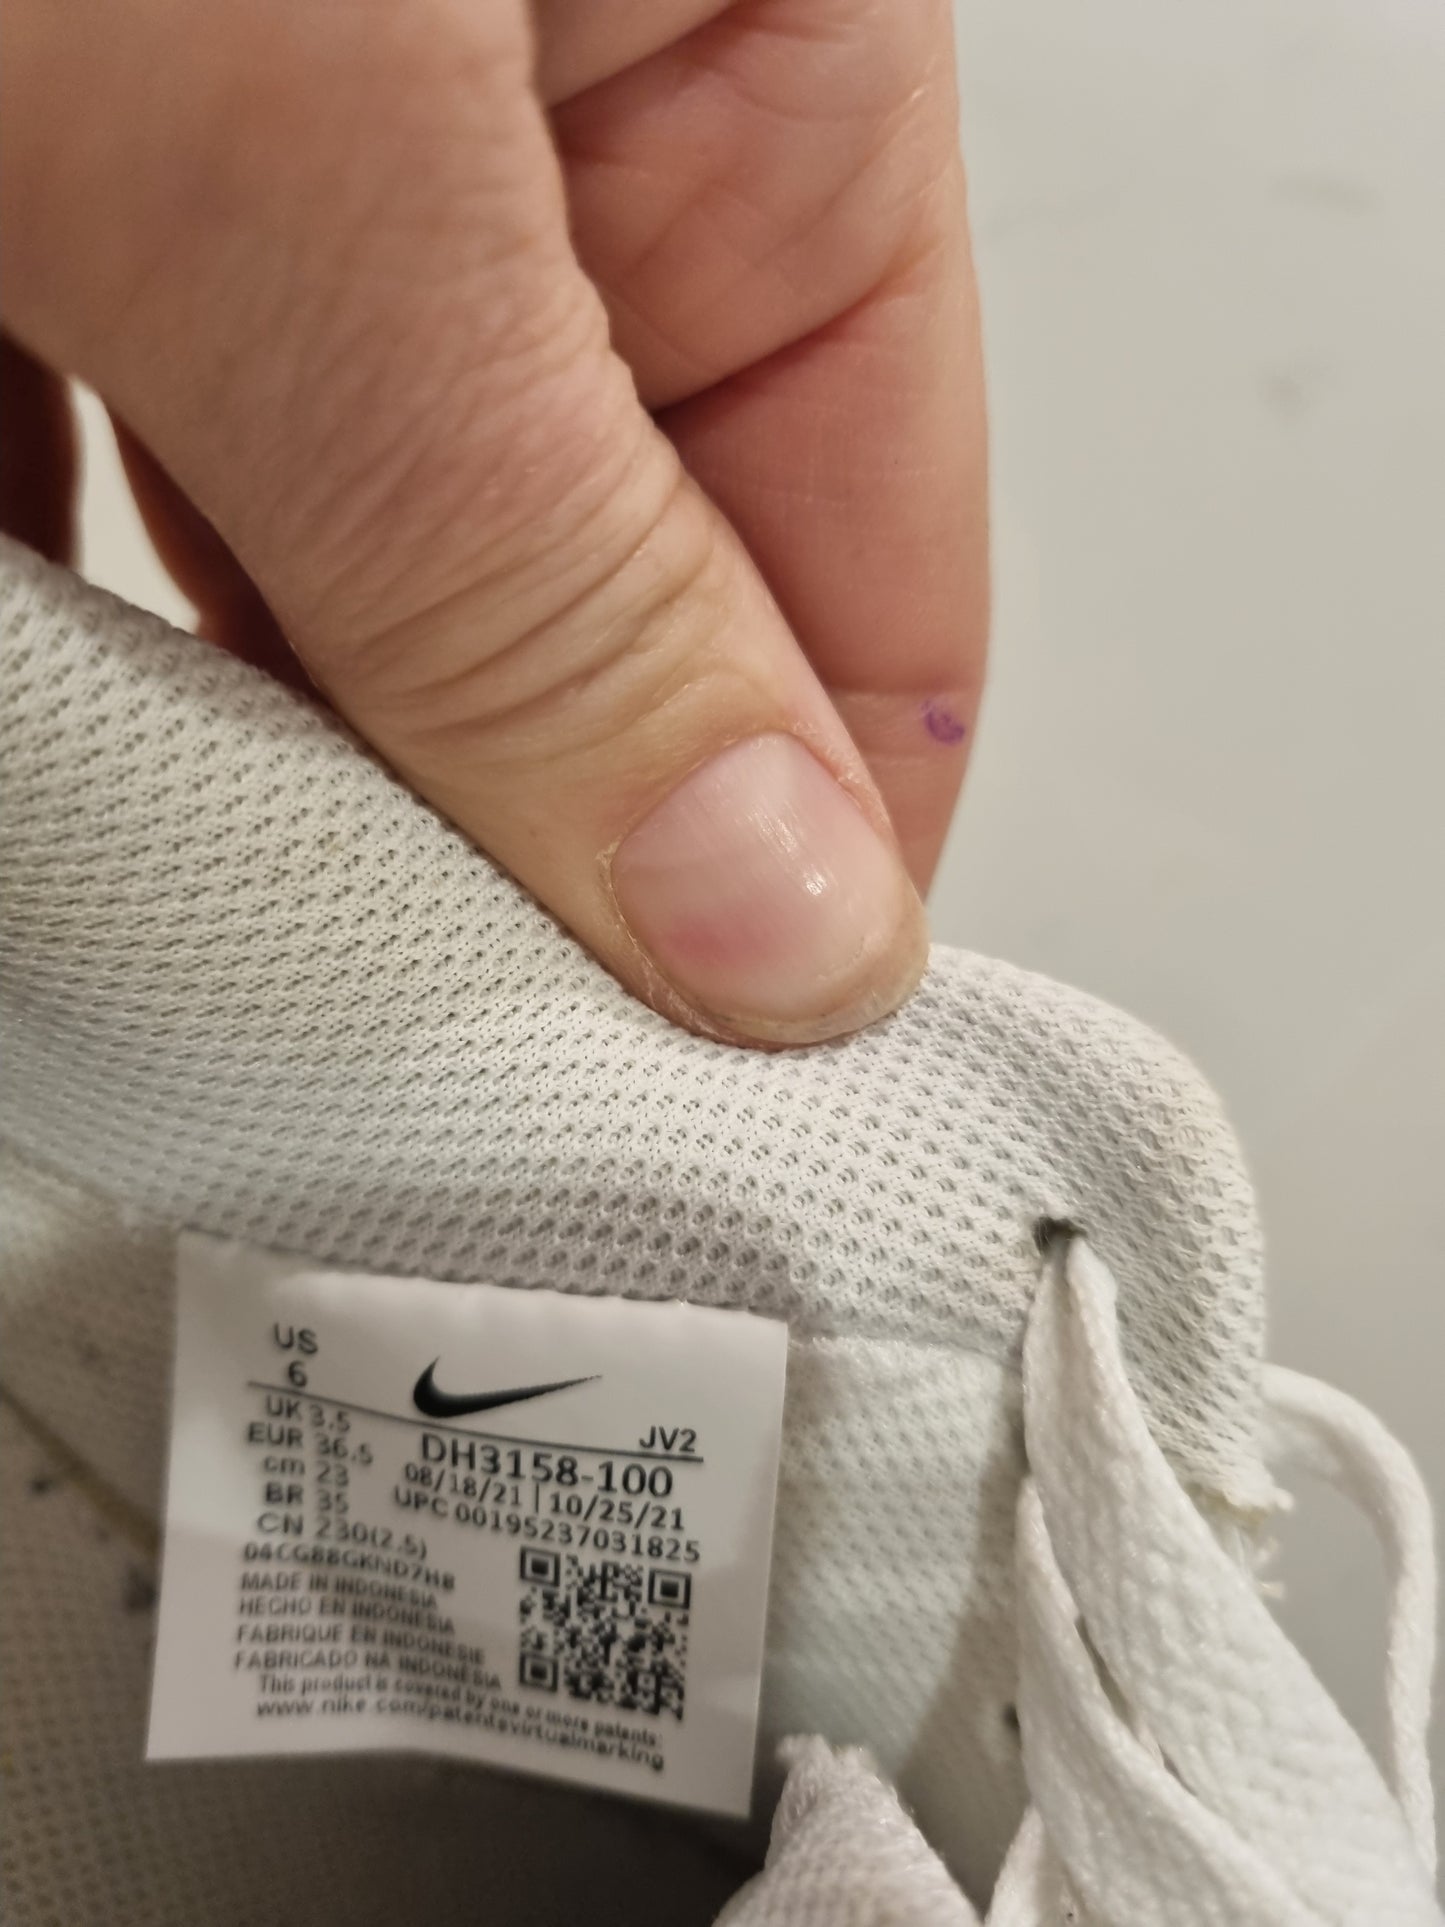 US
6
JV2
UK 3.5
EUR 36.5
cm 23
BR 35
CN 230(2.5)
DH3158-100
08/18/21 | 10/25/21
UPC 00195237031825
MADE IN INDONESIA
HECHO EN INDONESIA
FABRIQUE EN INDONESIE
FABRICADO NA INDONESIA
This product is covered by one or more patents:
www.nike.com/patentsvirtualmarking